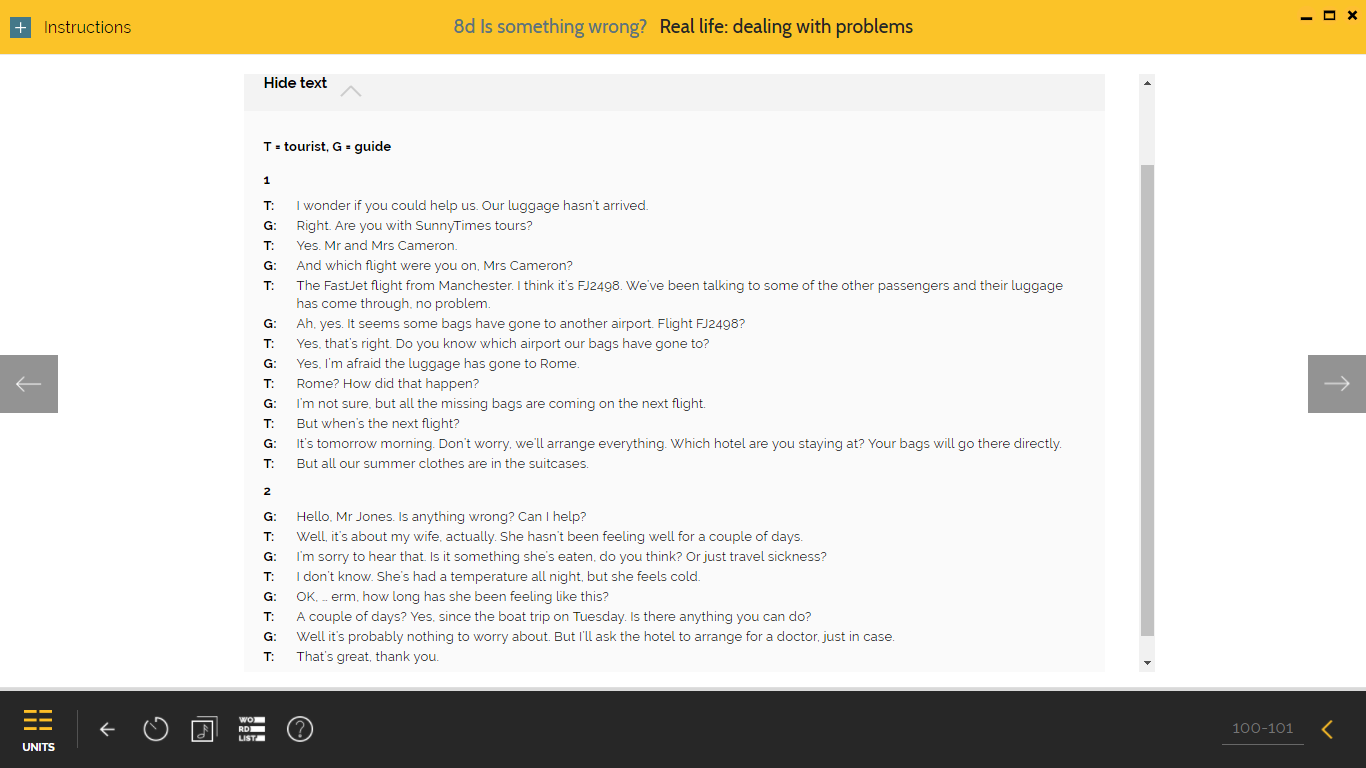 Instructions
8d Is something wrong? Real life: dealing with problems
Hide text
T = tourist, G = guide
1
T: I wonder if you could help us. Our luggage hasn't arrived.
G: Right. Are you with SunnyTimes tours?
T: Yes. Mr and Mrs Cameron.
G: And which flight were you on, Mrs Cameron?
T: The FastJet flight from Manchester. I think it's FJ2498. We've been talking to some of the other passengers and their luggage
has come through, no problem.
G: Ah, yes. It seems some bags have gone to another airport. Flight FJ2498?
T: Yes, that's right. Do you know which airport our bags have gone to?
G: Yes, I'm afraid the luggage has gone to Rome.
T: Rome? How did that happen?
G: I'm not sure, but all the missing bags are coming on the next flight.
T: But when's the next flight?
G: It's tomorrow morning. Don't worry, we'll arrange everything. Which hotel are you staying at? Your bags will go there directly.
T: But all our summer clothes are in the suitcases.
2
G: Hello, Mr Jones. Is anything wrong? Can I help?
T: Well, it's about my wife, actually. She hasn't been feeling well for a couple of days.
G: I'm sorry to hear that. Is it something she's eaten, do you think? Or just travel sickness?
T: I don't know. She's had a temperature all night, but she feels cold.
G: OK, … erm, how long has she been feeling like this?
T: A couple of days? Yes, since the boat trip on Tuesday. Is there anything you can do?
G: Well it's probably nothing to worry about. But I'll ask the hotel to arrange for a doctor, just in case.
T: That's great, thank you.
UNITS
WO
RD
LIST
?
100-101